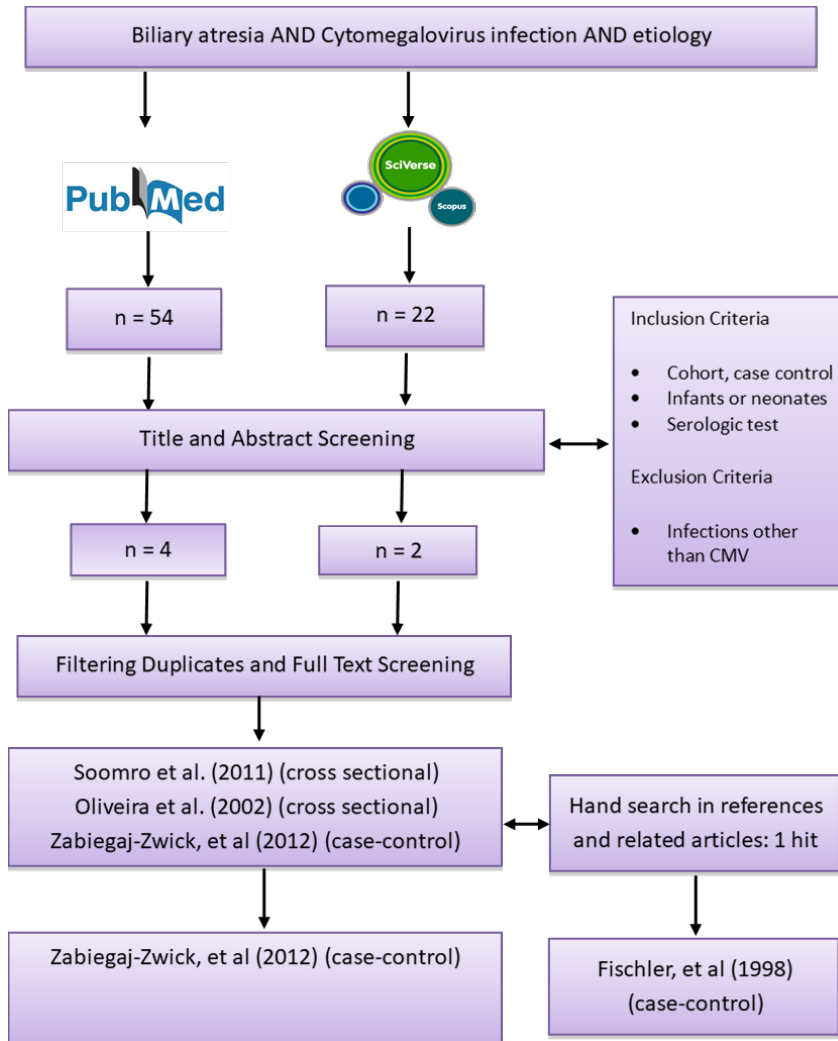 Biliary atresia AND Cytomegalovirus infection AND etiology
PubMed
SciVerse
Scopus
n = 54
n = 22
Inclusion Criteria
• Cohort, case control
• Infants or neonates
• Serologic test
Exclusion Criteria
• Infections other
than CMV
Title and Abstract Screening
n = 4
n = 2
Filtering Duplicates and Full Text Screening
Soomro et al. (2011) (cross sectional)
Oliveira et al. (2002) (cross sectional)
Zabiegaj-Zwick, et al (2012) (case-control)
Hand search in references
and related articles: 1 hit
Zabiegaj-Zwick, et al (2012) (case-control)
Fischler, et al (1998)
(case-control)